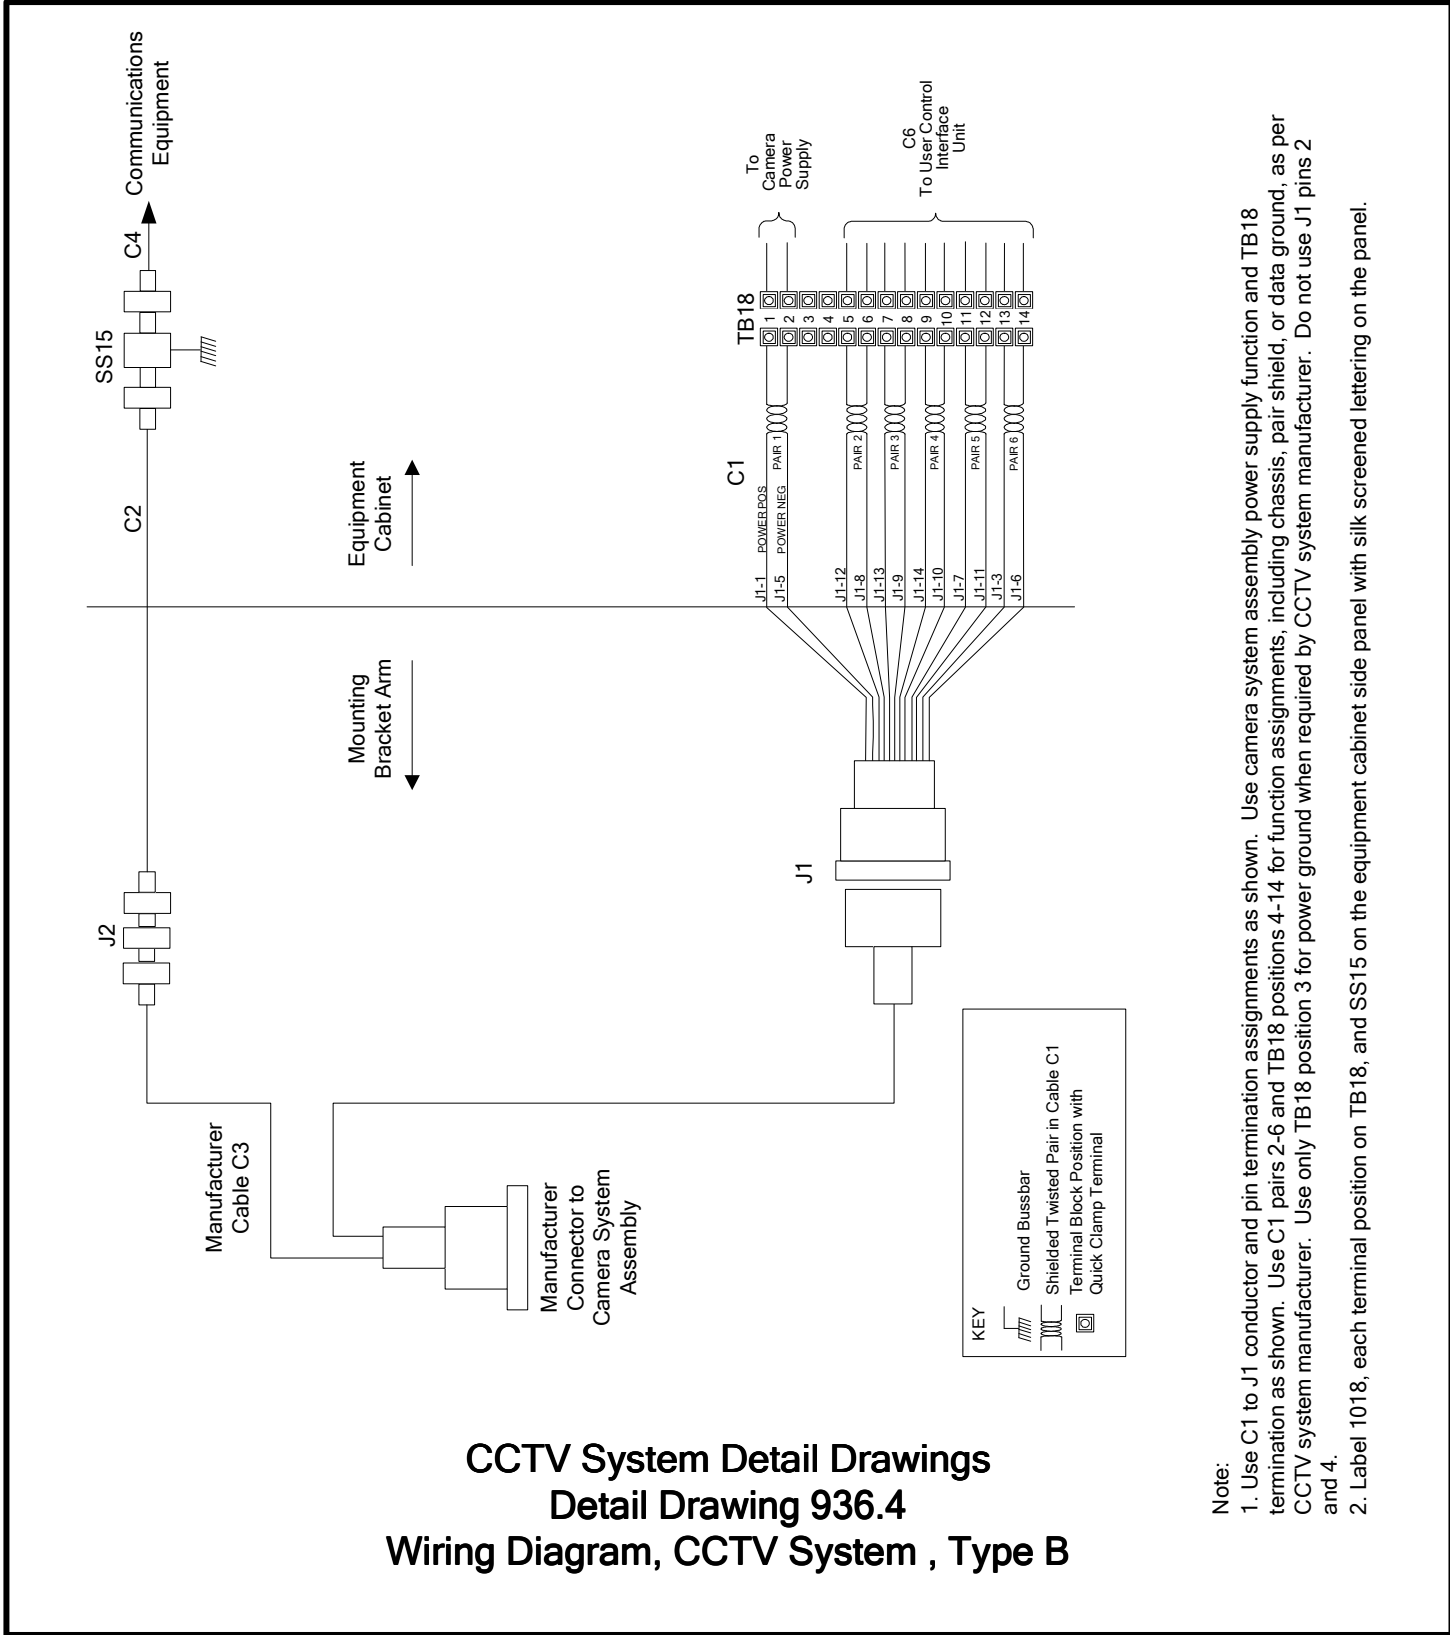 Communications
Equipment
C4
SS15
C2
Equipment
Cabinet
Mounting
Bracket Arm
J2
Manufacturer
Cable C3
Manufacturer
Connector to
Camera System
Assembly
To
Camera
Power
Supply
C6
To User Control
Interface
Unit
TB18
1
2
3
4
5
6
7
8
9
10
11
12
13
14
C1
PAIR 1
PAIR 2
PAIR 3
PAIR 4
PAIR 5
PAIR 6
POWER POS
POWER NEG
J1-1
J1-5
J1-12
J1-8
J1-13
J1-9
J1-14
J1-10
J1-7
J1-11
J1-3
J1-6
J1
KEY
Ground Bussbar
Shielded Twisted Pair in Cable C1
Terminal Block Position with
Quick Clamp Terminal
Note:
1. Use C1 to J1 conductor and pin termination assignments as shown. Use camera system assembly power supply function and TB18
termination as shown. Use C1 pairs 2-6 and TB18 positions 4-14 for function assignments, including chassis, pair shield, or data ground, as per
CCTV system manufacturer. Use only TB18 position 3 for power ground when required by CCTV system manufacturer. Do not use J1 pins 2
and 4.
2. Label 1018, each terminal position on TB18, and SS15 on the equipment cabinet side panel with silk screened lettering on the panel.
CCTV System Detail Drawings
Detail Drawing 936.4
Wiring Diagram, CCTV System , Type B